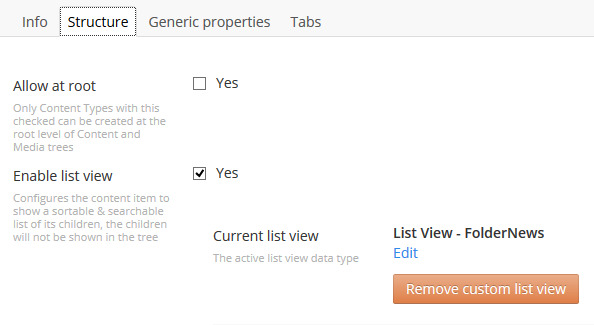 Info Structure Generic properties Tabs
Allow at root
Yes
Only Content Types with this
checked can be created at the
root level of Content and
Media trees
Enable list view
Yes
Configures the content item to
show a sortable & searchable
list of its children, the children
will not be shown in the tree
Current list view
The active list view data type
List View - FolderNews
Edit
Remove custom list view